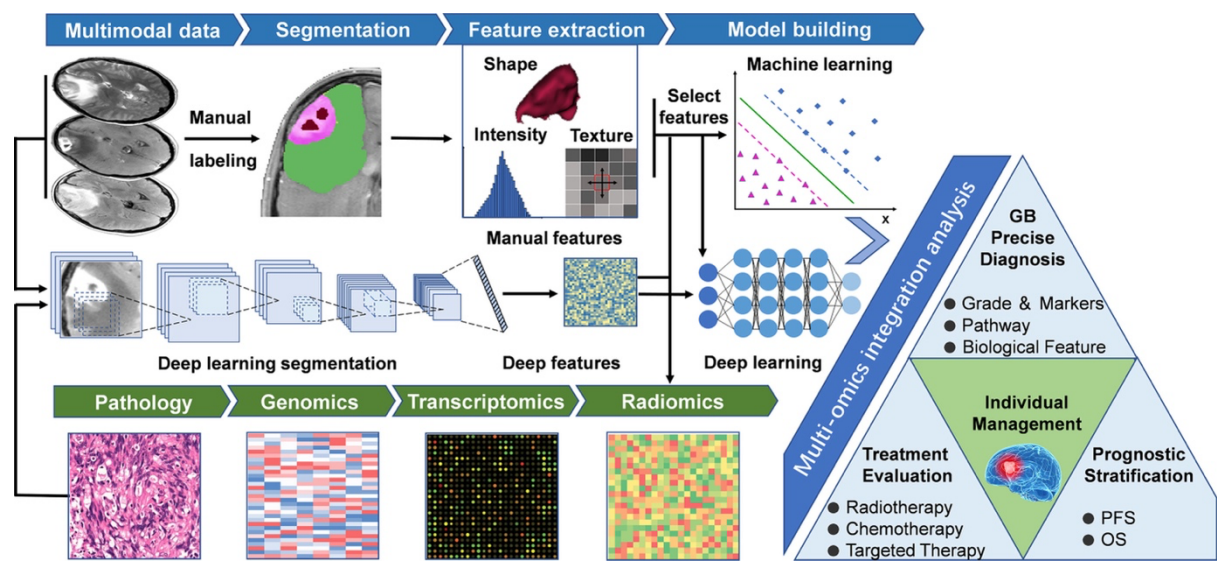 Multimodal data
Segmentation
Feature extraction
Model building
Manual
labeling
Shape
Intensity
Texture
Manual features
Select
features
Machine learning
x
Deep learning segmentation
Deep features
Deep learning
Pathology
Genomics
Transcriptomics
Radiomics
Multi-omics integration analysis
GB
Precise
Diagnosis
● Grade & Markers
● Pathway
● Biological Feature
Individual
Management
Treatment
Evaluation
● Radiotherapy
● Chemotherapy
● Targeted Therapy
Prognostic
Stratification
● PFS
● OS